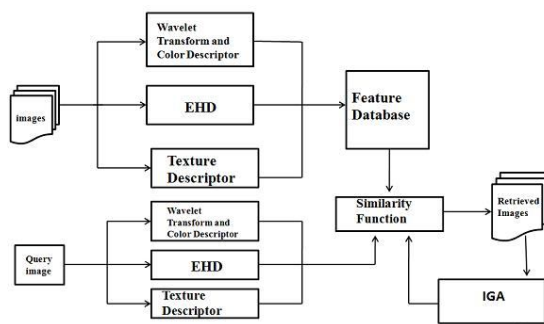 Wavelet
Transform and
Color Descriptor
images
EHD
Feature
Database
Texture
Descriptor
Similarity
Function
Retrieved
Images
Wavelet
Transform and
Color Descriptor
Query
image
EHD
Texture
Descriptor
IGA